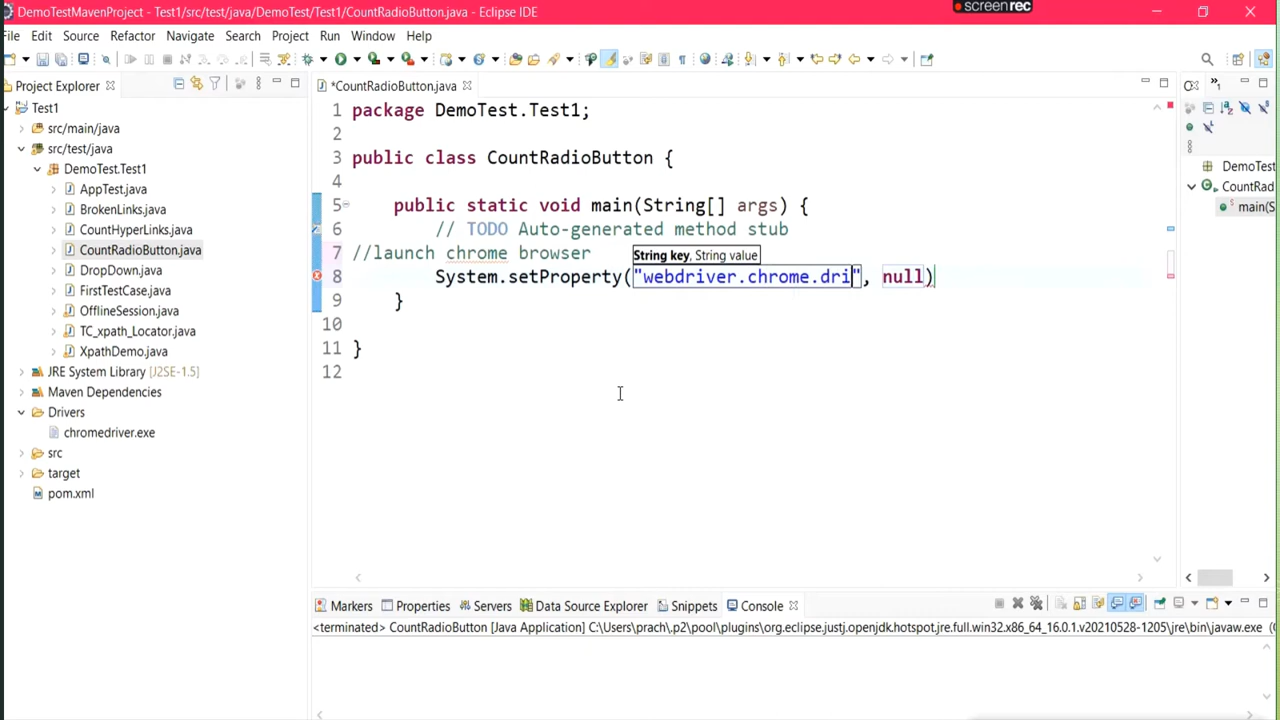 DemoTestMavenProject - Test1/src/test/java/DemoTest/Test1/CountRadioButton.java - Eclipse IDE
screenrec
File Edit Source Refactor Navigate Search Project Run Window Help
Project Explorer
*CountRadioButton.java
Test1
src/main/java
src/test/java
DemoTest.Test1
AppTest.java
BrokenLinks.java
CountHyperLinks.java
CountRadioButton.java
DropDown.java
FirstTestCase.java
OfflineSession.java
TC_xpath_Locator.java
XpathDemo.java
JRE System Library [J2SE-1.5]
Maven Dependencies
Drivers
chromedriver.exe
src
target
pom.xml
1 package DemoTest.Test1;
2
3 public class CountRadioButton {
4
5 public static void main(String[] args) {
6 // TODO Auto-generated method stub
7 //launch chrome browser
String key, String value
8 System.setProperty("webdriver.chrome.dri", null)
9 }
10
11 }
12
DemoTest
CountRad
main(S
Markers Properties Servers Data Source Explorer Snippets Console
<terminated> CountRadioButton [Java Application] C:\Users\prach\.p2\pool\plugins\org.eclipse.justj.openjdk.hotspot.jre.full.win32.x86_64_16.0.1.v20210528-1205\jre\bin\javaw.exe (